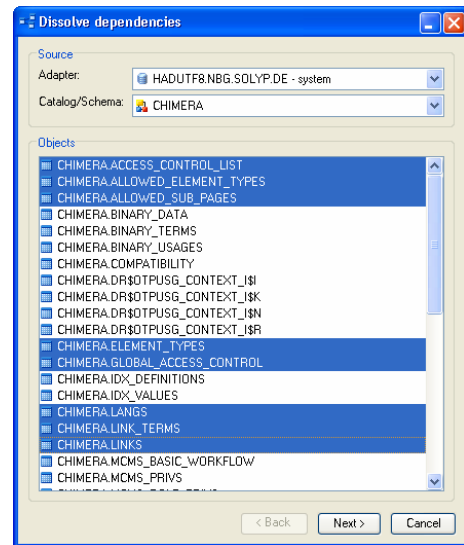 Dissolve dependencies
Source
Adapter:
HADUTF8.NBG.SOLYP.DE - system
Catalog/Schema:
CHIMERA
Objects
CHIMERA.ACCESS_CONTROL_LIST
CHIMERA.ALLOWED_ELEMENT_TYPES
CHIMERA.ALLOWED_SUB_PAGES
CHIMERA.BINARY_DATA
CHIMERA.BINARY_TERMS
CHIMERA.BINARY_USAGES
CHIMERA.COMPATIBILITY
CHIMERA.DR$OTPUSG_CONTEXT_I$I
CHIMERA.DR$OTPUSG_CONTEXT_I$K
CHIMERA.DR$OTPUSG_CONTEXT_I$N
CHIMERA.DR$OTPUSG_CONTEXT_I$R
CHIMERA.ELEMENT_TYPES
CHIMERA.GLOBAL_ACCESS_CONTROL
CHIMERA.IDX_DEFINITIONS
CHIMERA.IDX_VALUES
CHIMERA.LANGS
CHIMERA.LINK_TERMS
CHIMERA.LINKS
CHIMERA.MCMS_BASIC_WORKFLOW
CHIMERA.MCMS_PRIVS
< Back Next > Cancel